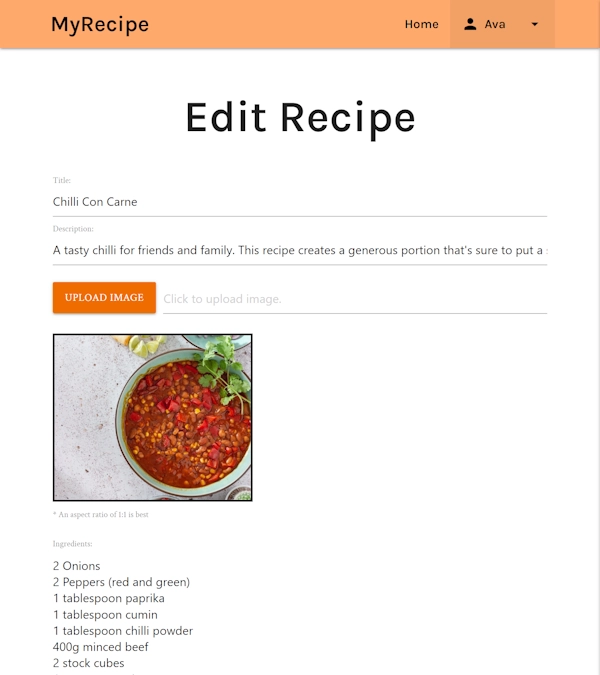 MyRecipe
Home
Ava
Edit Recipe
Title:
Chilli Con Carne
Description:
A tasty chilli for friends and family. This recipe creates a generous portion that's sure to put a
UPLOAD IMAGE
Click to upload image.
* An aspect ratio of 1:1 is best
Ingredients:
2 Onions
2 Peppers (red and green)
1 tablespoon paprika
1 tablespoon cumin
1 tablespoon chilli powder
400g minced beef
2 stock cubes